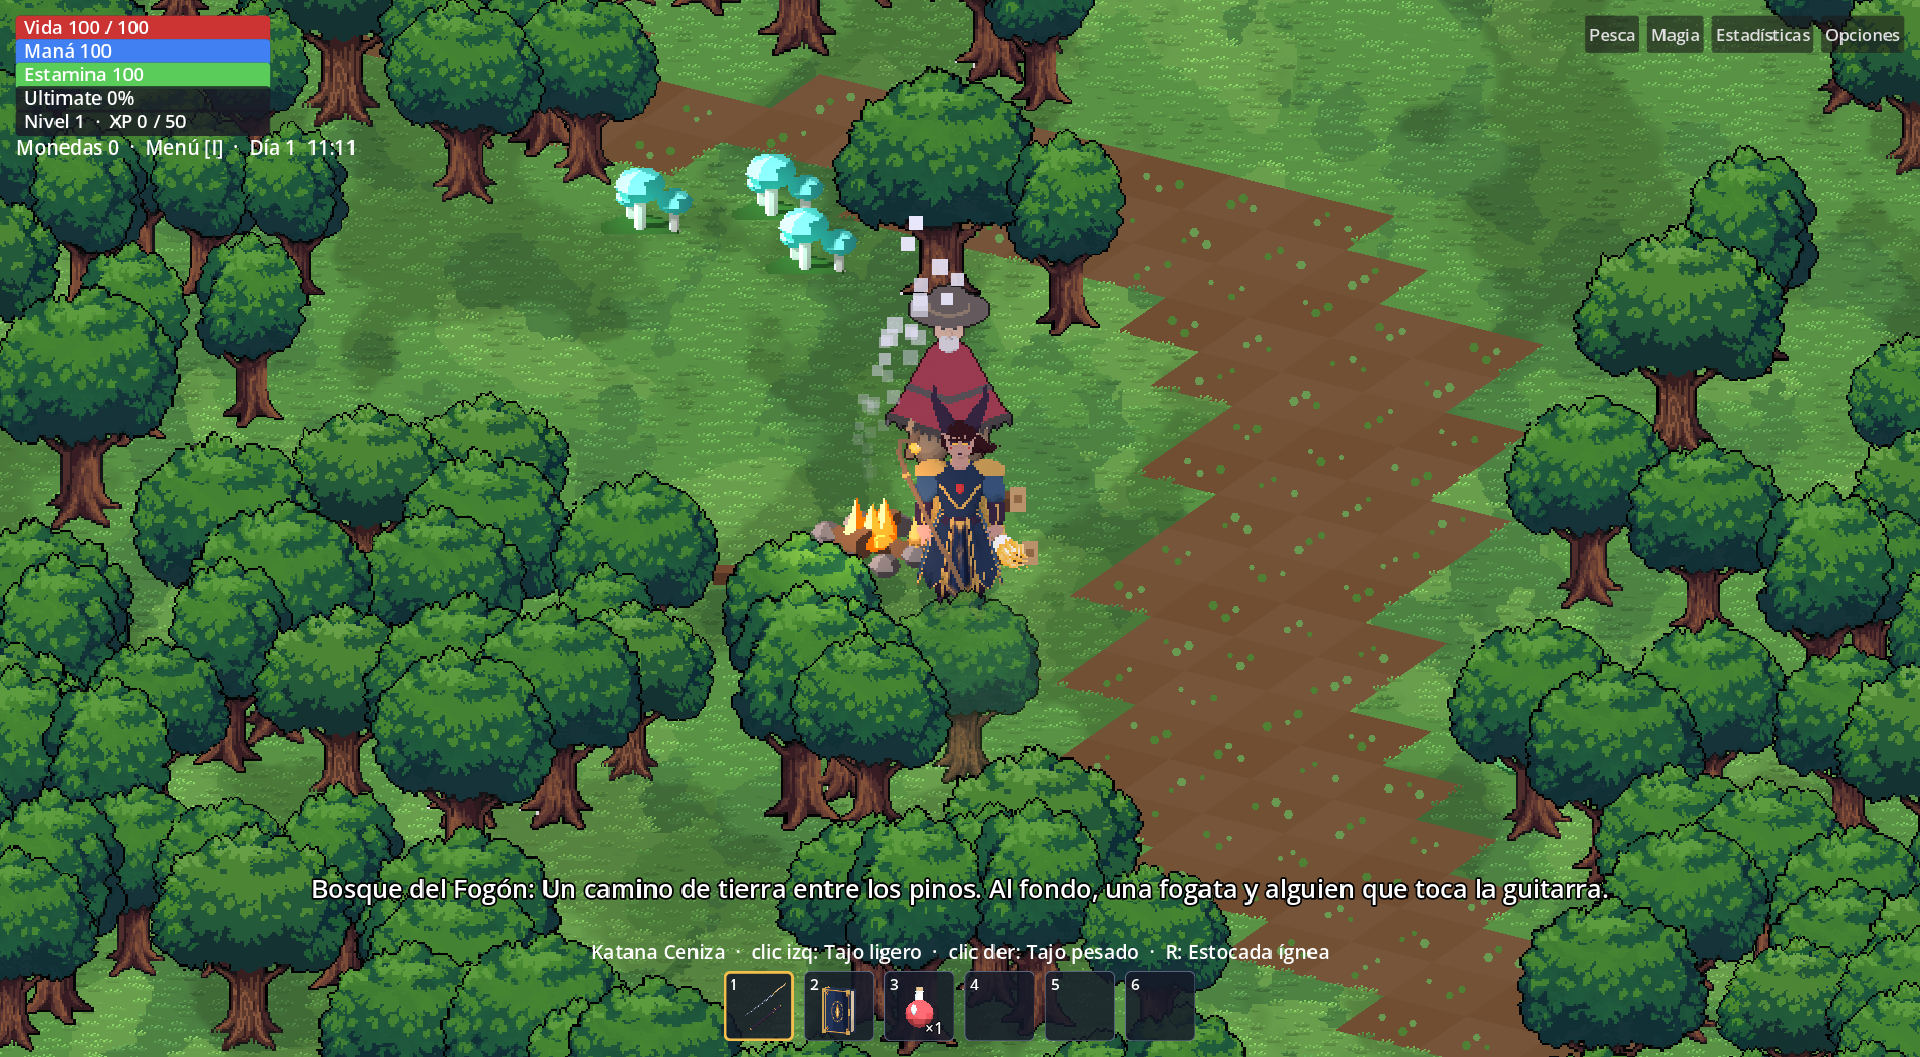 Vida 100 / 100
Maná 100
Estamina 100
Ultimate 0%
Nivel 1 · XP 0 / 50
Monedas 0 · Menú [I] · Día 1 11:11
Pesca Magia Estadísticas Opciones
Bosque del Fogón: Un camino de tierra entre los pinos. Al fondo, una fogata y alguien que toca la guitarra.
Katana Ceniza · clic izq: Tajo ligero · clic der: Tajo pesado · R: Estocada ígnea
1 2 3 4 5 6
×1